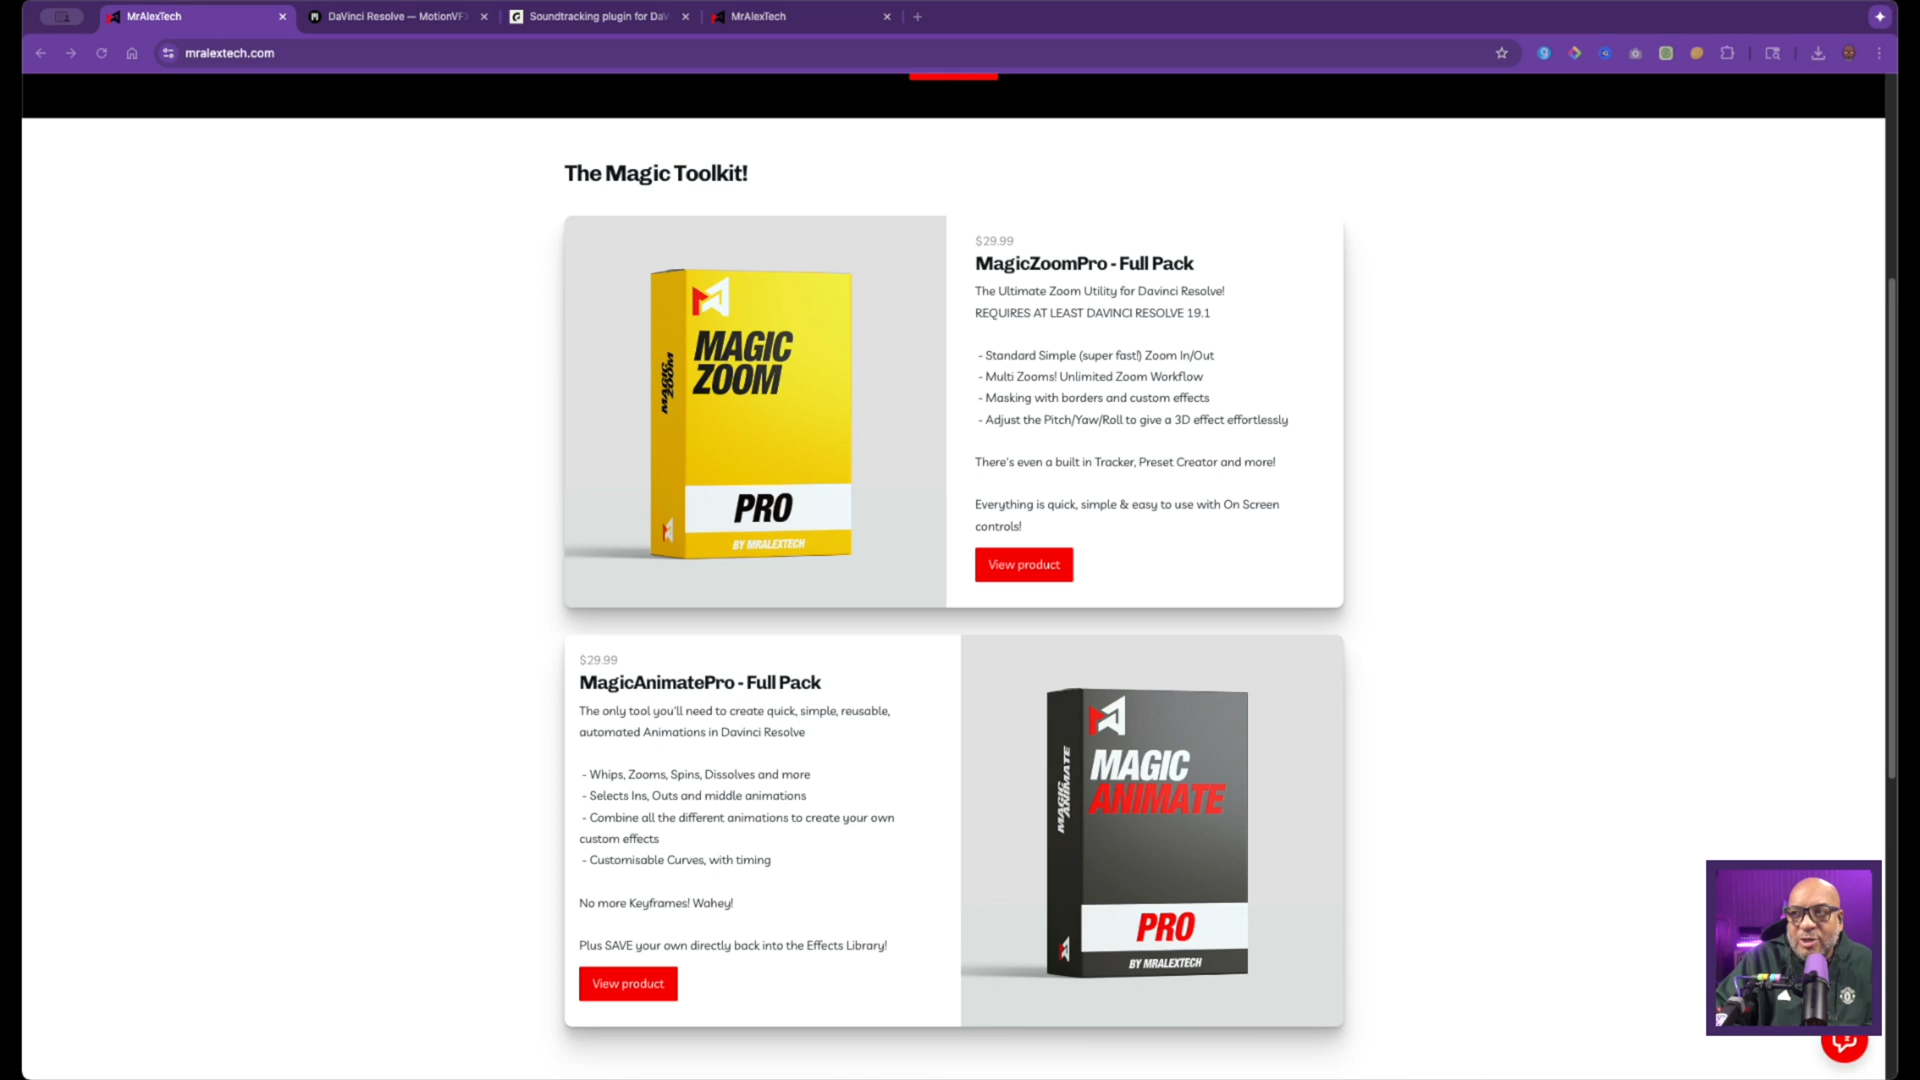 MrAlexTech
DaVinci Resolve — MotionVFX
Soundtracking plugin for DaV
MrAlexTech
mralextech.com
The Magic Toolkit!
MAGIC
ZOOM
MAGIC
ZOOM
PRO
BY MRALEXTECH
$29.99
MagicZoomPro - Full Pack
The Ultimate Zoom Utility for Davinci Resolve!
REQUIRES AT LEAST DAVINCI RESOLVE 19.1
- Standard Simple (super fast!) Zoom In/Out
- Multi Zooms! Unlimited Zoom Workflow
- Masking with borders and custom effects
- Adjust the Pitch/Yaw/Roll to give a 3D effect effortlessly
There's even a built in Tracker, Preset Creator and more!
Everything is quick, simple & easy to use with On Screen
controls!
View product
$29.99
MagicAnimatePro - Full Pack
The only tool you'll need to create quick, simple, reusable,
automated Animations in Davinci Resolve
- Whips, Zooms, Spins, Dissolves and more
- Selects Ins, Outs and middle animations
- Combine all the different animations to create your own
custom effects
- Customisable Curves, with timing
No more Keyframes! Wahey!
Plus SAVE your own directly back into the Effects Library!
View product
MAGIC
ANIMATE
MAGIC
ANIMATE
PRO
BY MRALEXTECH